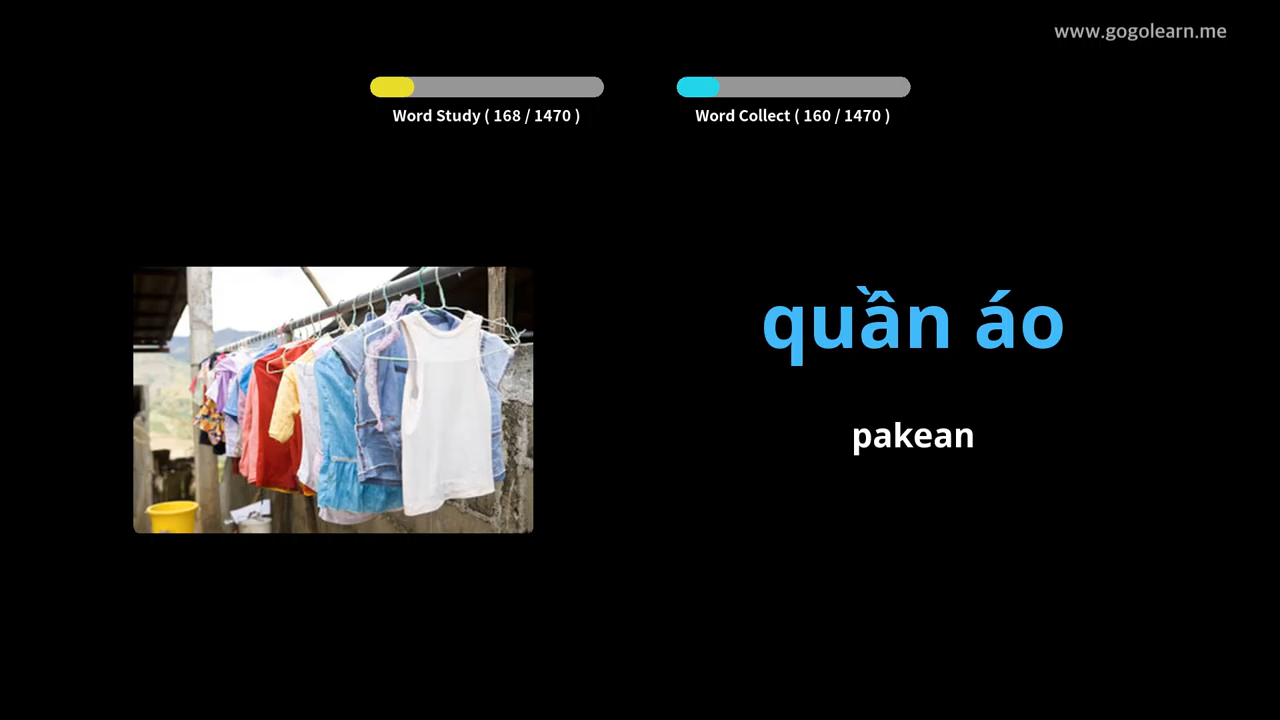 www.gogolearn.me
Word Study ( 168 / 1470 )
Word Collect ( 160 / 1470 )
quần áo
pakean